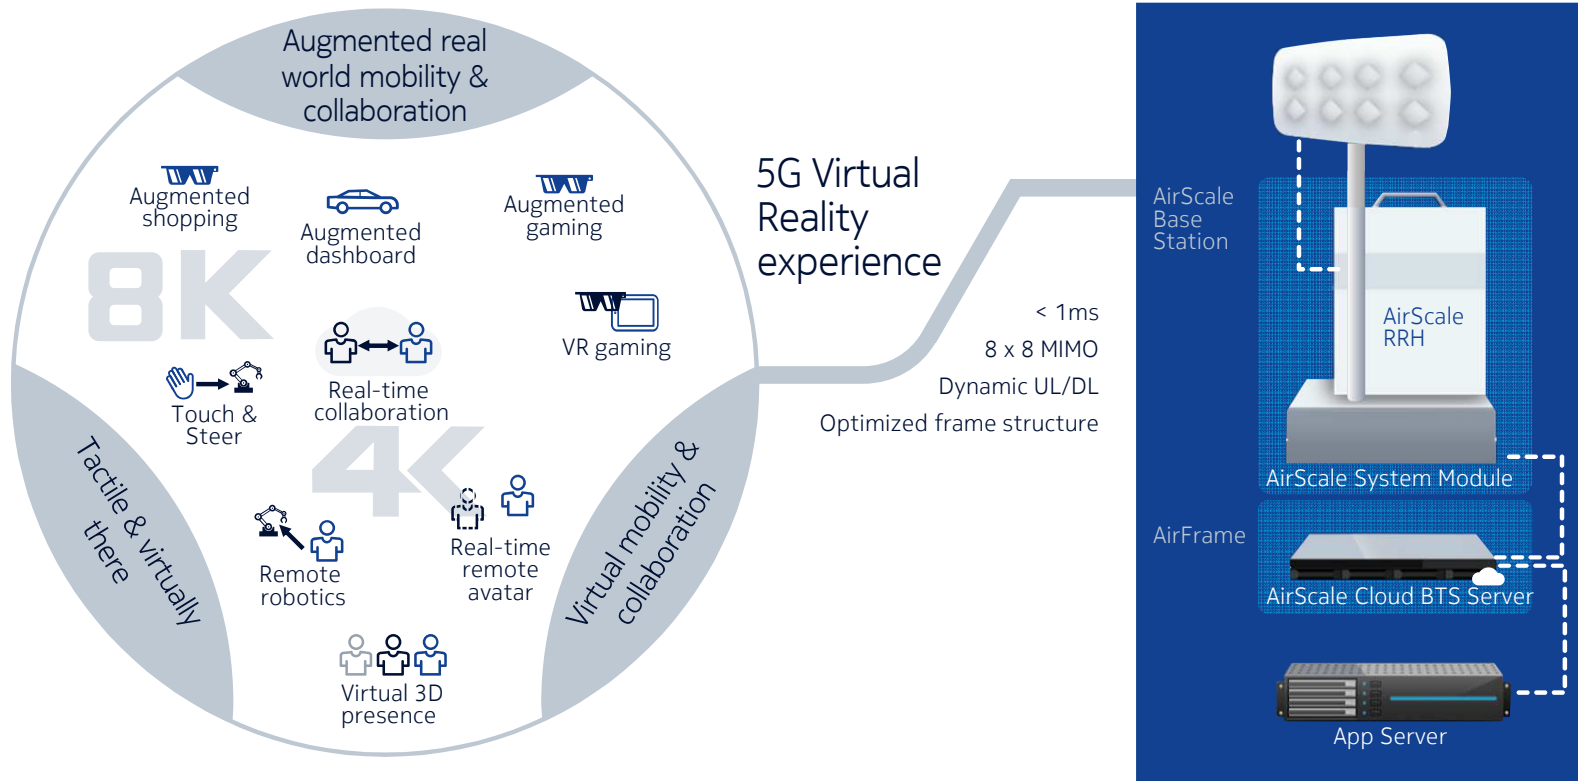 Augmented real
world mobility &
collaboration
Augmented
shopping
Augmented
dashboard
Augmented
gaming
8K
VR gaming
Touch &
Steer
Real-time
collaboration
4K
Tactile & virtually
there
Remote
robotics
Real-time
remote
avatar
Virtual mobility &
collaboration
Virtual 3D
presence
5G Virtual
Reality
experience
< 1ms
8 x 8 MIMO
Dynamic UL/DL
Optimized frame structure
AirScale
Base
Station
AirScale
RRH
AirScale System Module
AirFrame
AirScale Cloud BTS Server
App Server